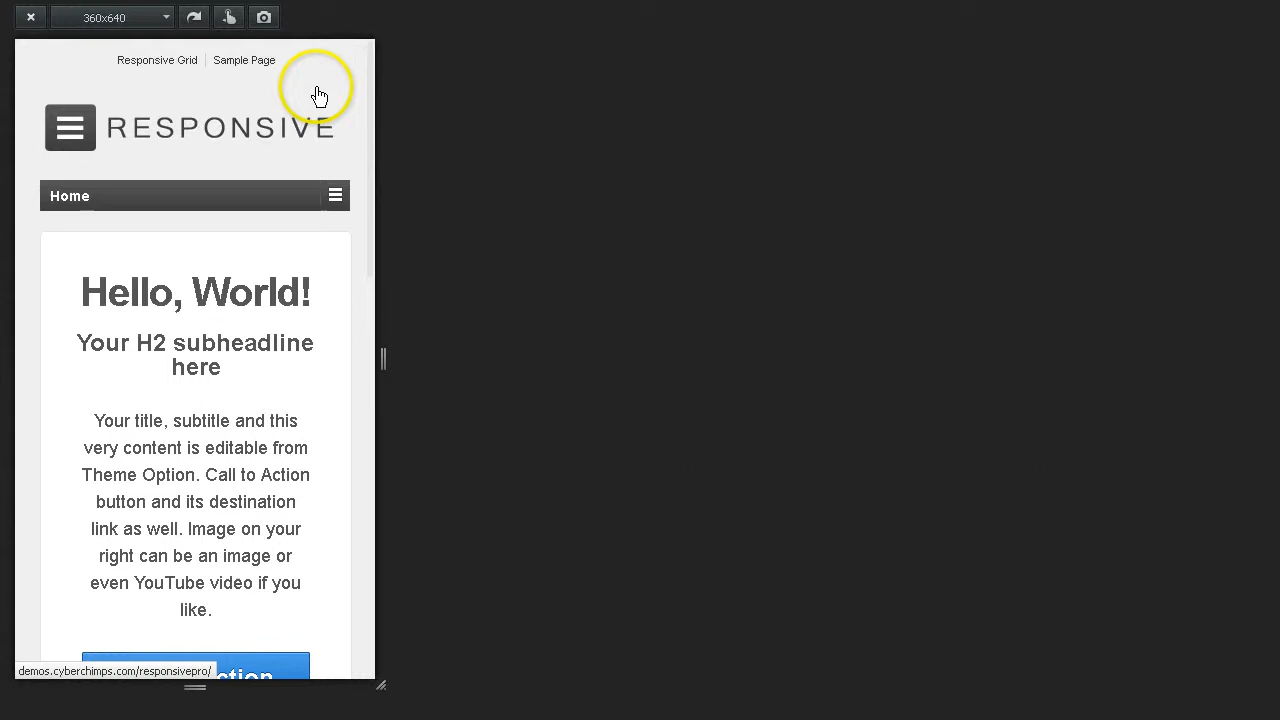 360x640
Responsive Grid
Sample Page
RESPONSIVE
Home
Hello, World!
Your H2 subheadline
here
Your title, subtitle and this
very content is editable from
Theme Option. Call to Action
button and its destination
link as well. Image on your
right can be an image or
even YouTube video if you
like.
demos.cyberchimps.com/responsivepro/